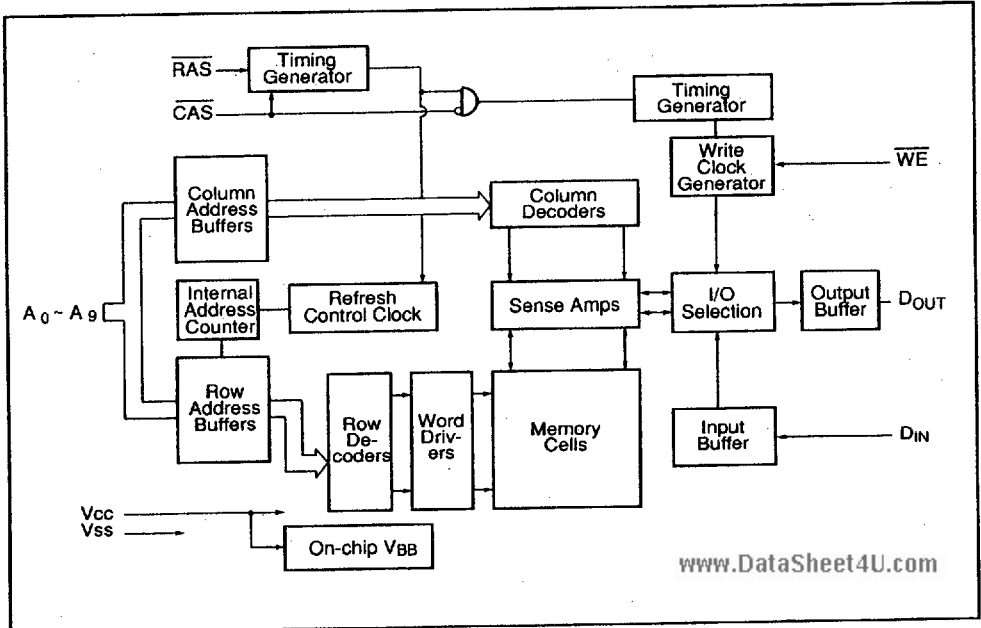 RAS
Timing
Generator
CAS
Timing
Generator
Write
Clock
Generator
WE
Column
Address
Buffers
Column
Decoders
A0 ~ A9
Internal
Address
Counter
Refresh
Control Clock
Sense Amps
I/O
Selection
Output
Buffer
DOUT
Row
Address
Buffers
Row
De-
coders
Word
Driv-
ers
Memory
Cells
Input
Buffer
DIN
Vcc
Vss
On-chip VBB
www.DataSheet4U.com